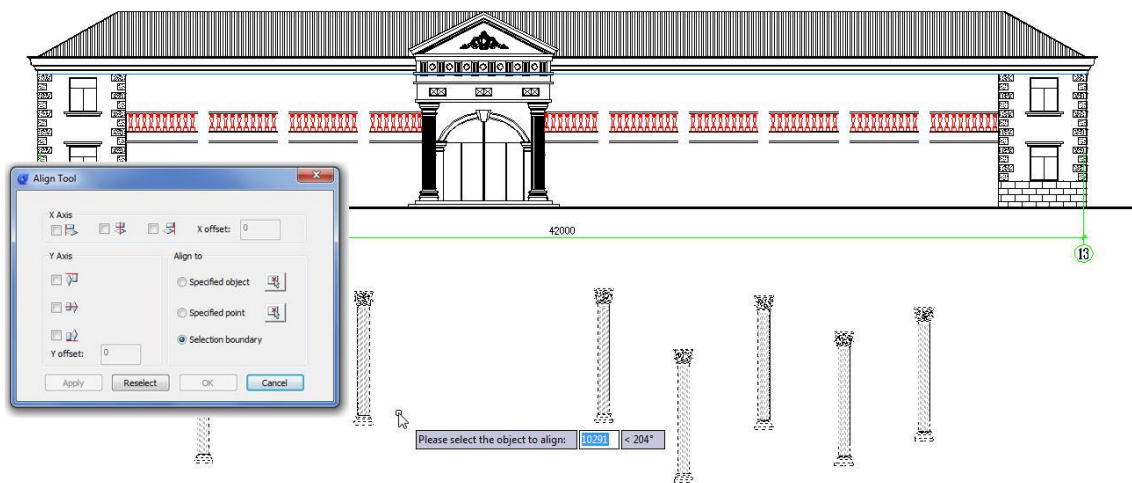 Align Tool
X Axis
X offset: 0
Y Axis
Align to
Specified object
Specified point
Selection boundary
Y offset: 0
Apply Reselect OK Cancel
42000
13
Please select the object to align: 10291 < 204°